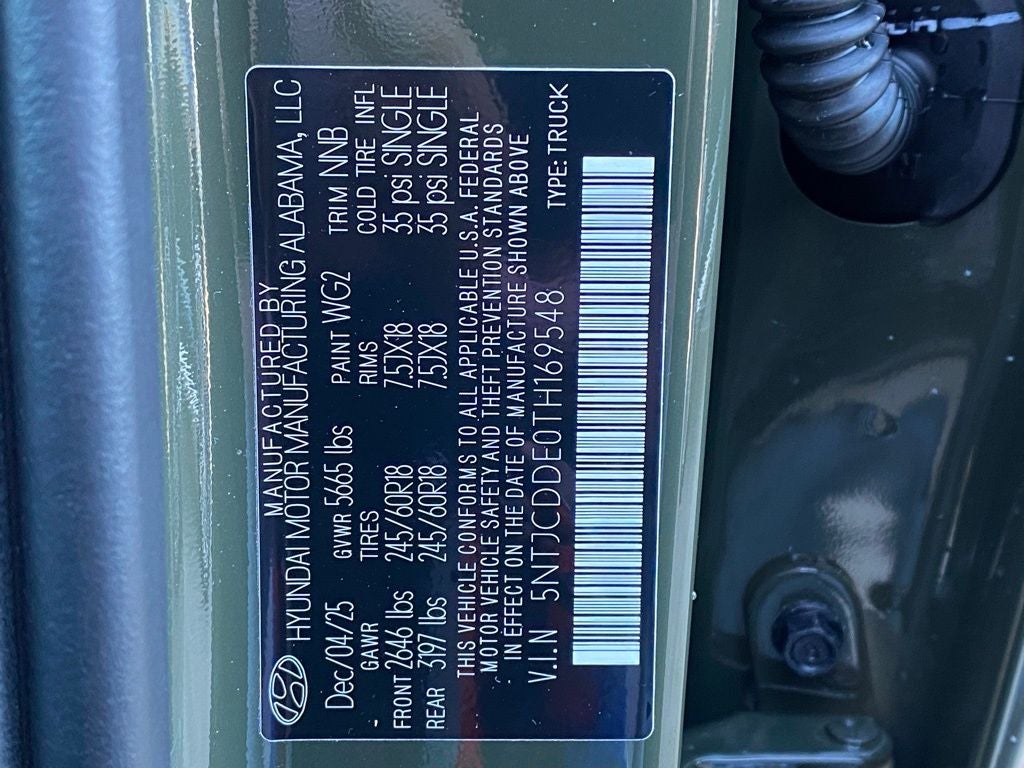 MANUFACTURED BY
HYUNDAI MOTOR MANUFACTURING ALABAMA, LLC
Dec/04/25 GVWR 5665 lbs PAINT WG2 TRIM NNB
GAWR TIRES RIMS COLD TIRE INFL
FRONT 2646 lbs 245/60R18 7.5JX18 35 psi SINGLE
REAR 3197 lbs 245/60R18 7.5JX18 35 psi SINGLE
THIS VEHICLE CONFORMS TO ALL APPLICABLE U.S.A. FEDERAL
MOTOR VEHICLE SAFETY AND THEFT PREVENTION STANDARDS
IN EFFECT ON THE DATE OF MANUFACTURE SHOWN ABOVE
V.I.N 5NTJCDDE0TH169548 TYPE: TRUCK